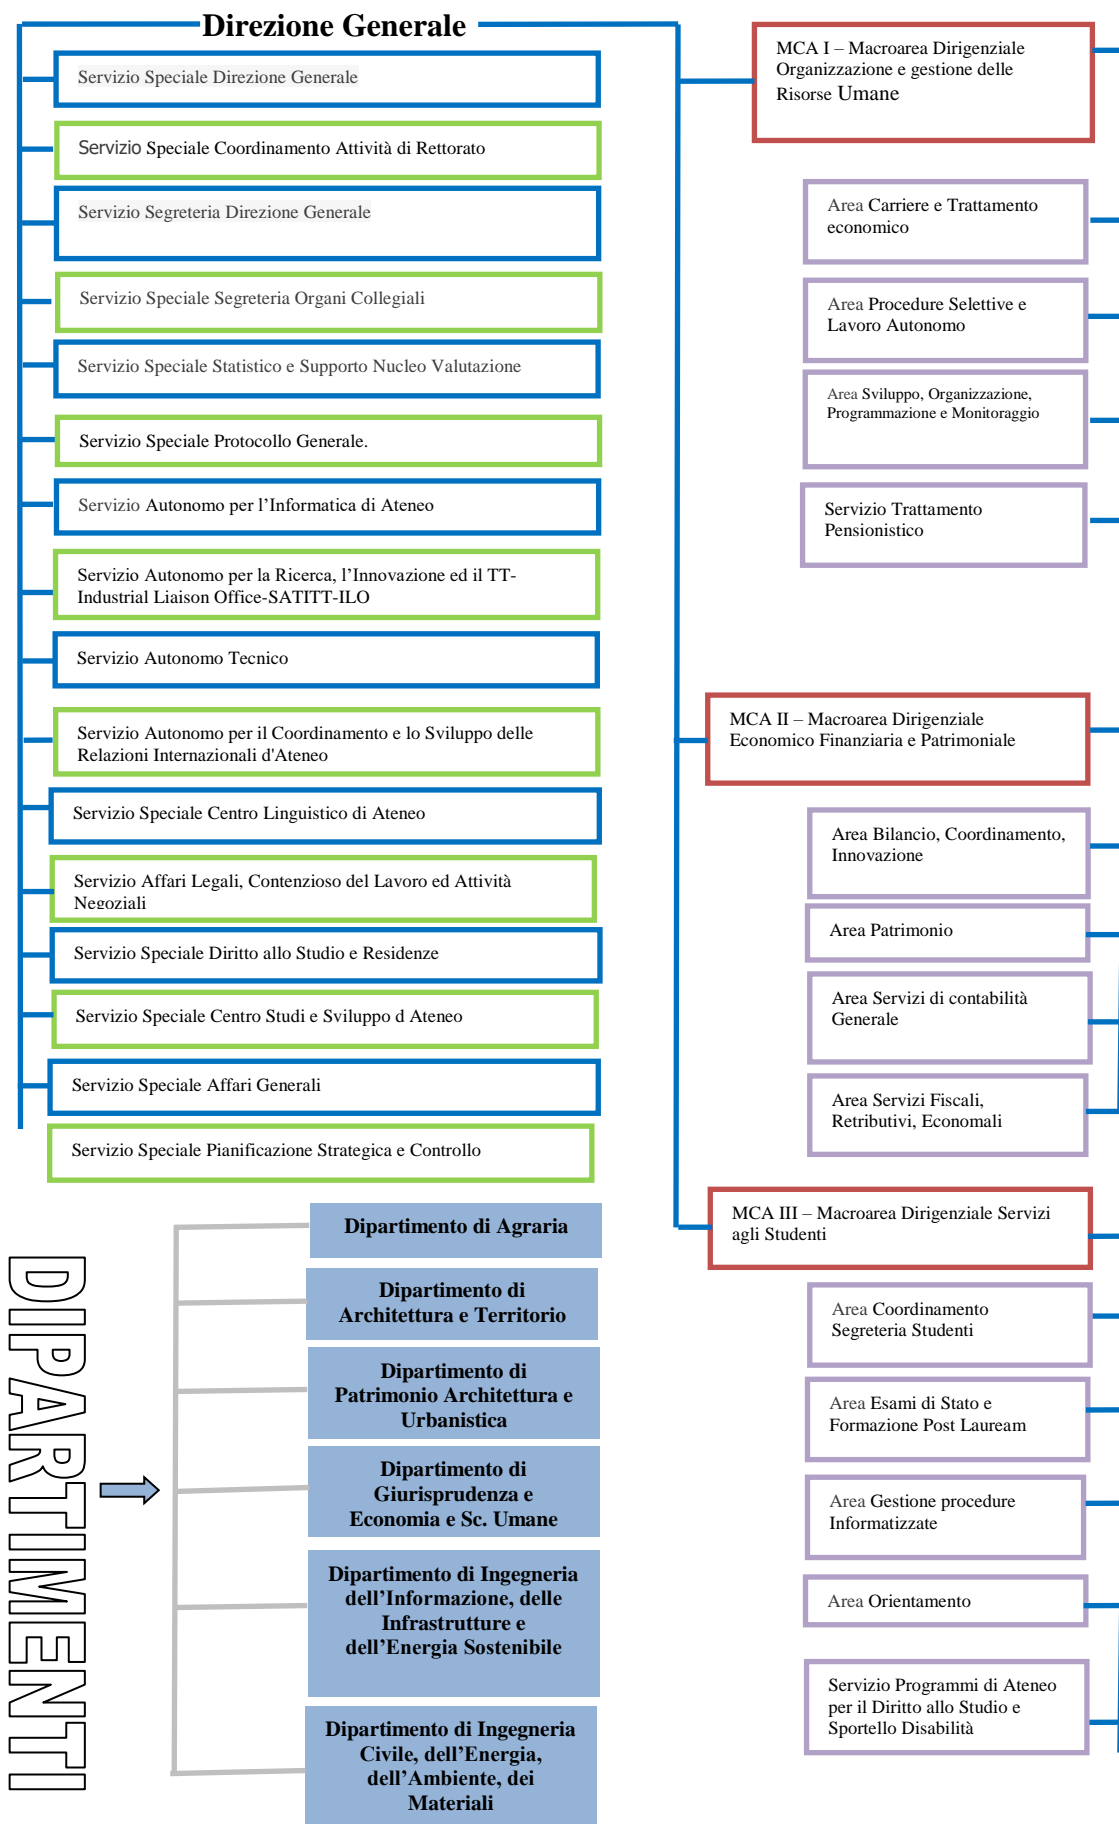 Direzione Generale
Servizio Speciale Direzione Generale
Servizio Speciale Coordinamento Attività di Rettorato
Servizio Segreteria Direzione Generale
Servizio Speciale Segreteria Organi Collegiali
Servizio Speciale Statistico e Supporto Nucleo Valutazione
Servizio Speciale Protocollo Generale.
Servizio Autonomo per l’Informatica di Ateneo
Servizio Autonomo per la Ricerca, l’Innovazione ed il TT-
Industrial Liaison Office-SATITT-ILO
Servizio Autonomo Tecnico
Servizio Autonomo per il Coordinamento e lo Sviluppo delle
Relazioni Internazionali d'Ateneo
Servizio Speciale Centro Linguistico di Ateneo
Servizio Affari Legali, Contenzioso del Lavoro ed Attività
Negoziali
Servizio Speciale Diritto allo Studio e Residenze
Servizio Speciale Centro Studi e Sviluppo d Ateneo
Servizio Speciale Affari Generali
Servizio Speciale Pianificazione Strategica e Controllo
MCA I – Macroarea Dirigenziale
Organizzazione e gestione delle
Risorse Umane
Area Carriere e Trattamento
economico
Area Procedure Selettive e
Lavoro Autonomo
Area Sviluppo, Organizzazione,
Programmazione e Monitoraggio
Servizio Trattamento
Pensionistico
MCA II – Macroarea Dirigenziale
Economico Finanziaria e Patrimoniale
Area Bilancio, Coordinamento,
Innovazione
Area Patrimonio
Area Servizi di contabilità
Generale
Area Servizi Fiscali,
Retributivi, Economali
MCA III – Macroarea Dirigenziale Servizi
agli Studenti
Area Coordinamento
Segreteria Studenti
Area Esami di Stato e
Formazione Post Lauream
Area Gestione procedure
Informatizzate
Area Orientamento
Servizio Programmi di Ateneo
per il Diritto allo Studio e
Sportello Disabilità
DIPARTIMENTI
Dipartimento di Agraria
Dipartimento di
Architettura e Territorio
Dipartimento di
Patrimonio Architettura e
Urbanistica
Dipartimento di
Giurisprudenza e
Economia e Sc. Umane
Dipartimento di Ingegneria
dell’Informazione, delle
Infrastrutture e
dell’Energia Sostenibile
Dipartimento di Ingegneria
Civile, dell’Energia,
dell’Ambiente, dei
Materiali